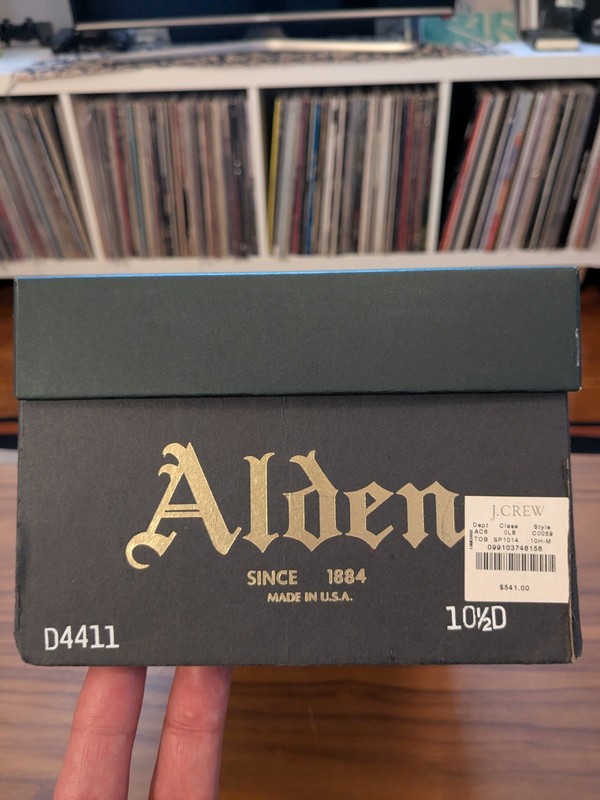 Alden
SINCE 1884
MADE IN U.S.A.
D4411
10½D
J.CREW
Dept Class Style
AC6 0LB C0059
TOB SP1014 10H-M
099103746156
$541.00